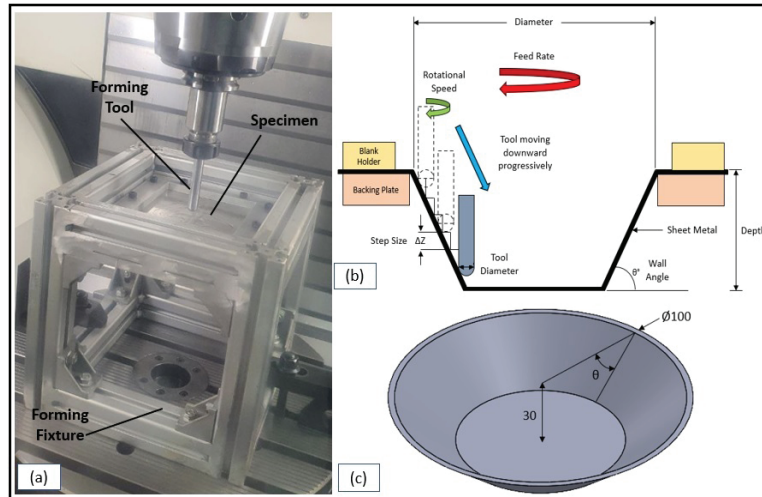 Forming
Tool
Specimen
Forming
Fixture
(a)
Diameter
Feed Rate
Rotational
Speed
Blank
Holder
Tool moving
downward
progressively
Backing Plate
Step Size ΔZ
Tool
Diameter
Sheet Metal
Depth
Wall
Angle
θ°
(b)
Ø100
θ
30
(c)